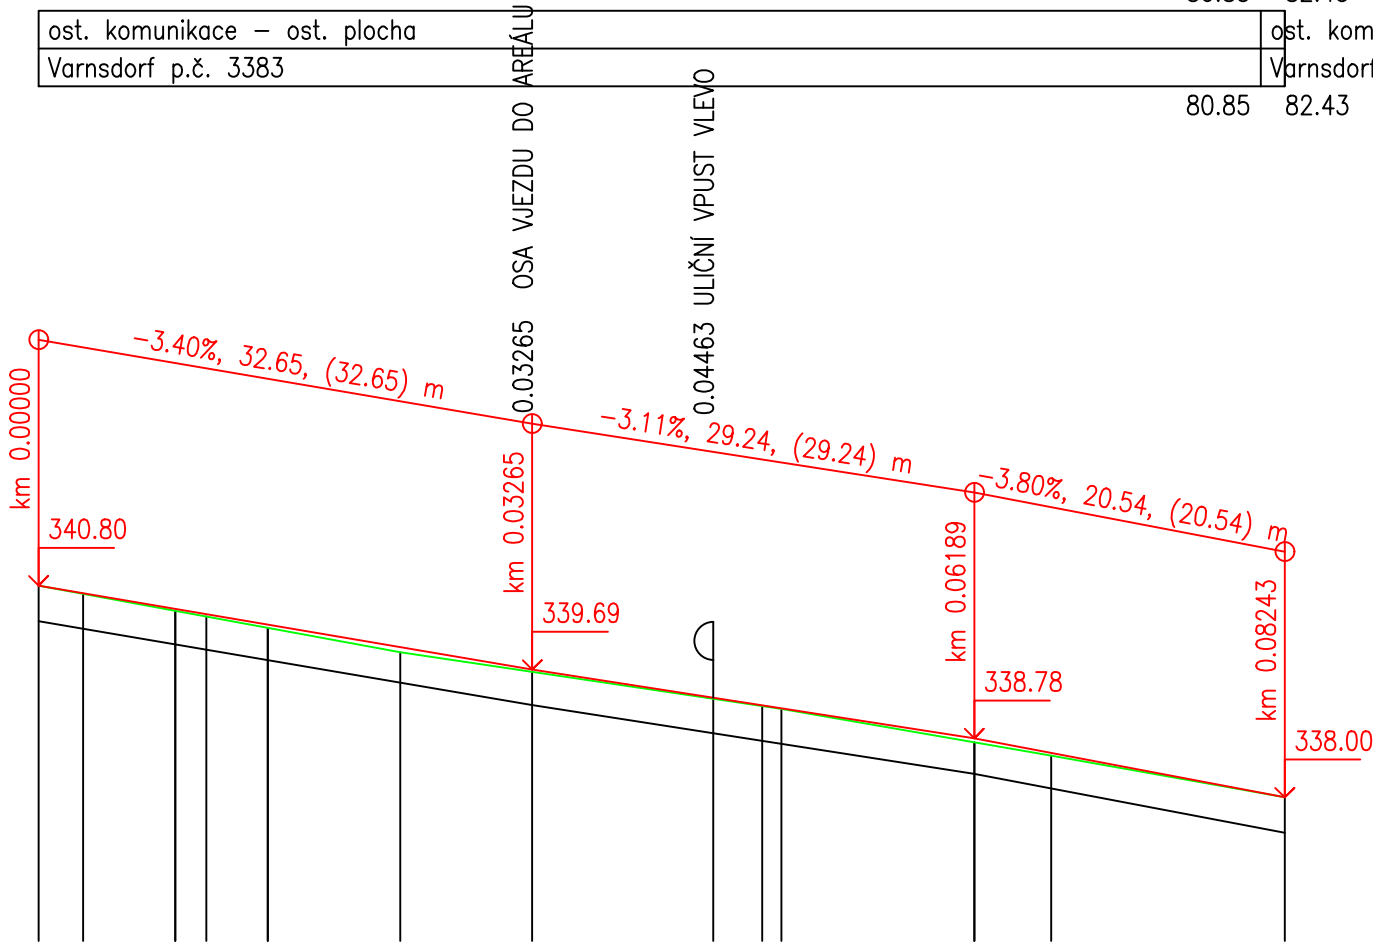 ost. komunikace – ost. plocha
ost. kom
Varnsdorf p.č. 3383
Varnsdorf
80.85 82.43
0.03265 OSA VJEZDU DO AREÁLU
0.04463 ULIČNÍ VPUST VLEVO
-3.40%, 32.65, (32.65) m
-3.11%, 29.24, (29.24) m
-3.80%, 20.54, (20.54) m
km 0.00000
340.80
km 0.03265
339.69
km 0.06189
338.78
km 0.08243
338.00